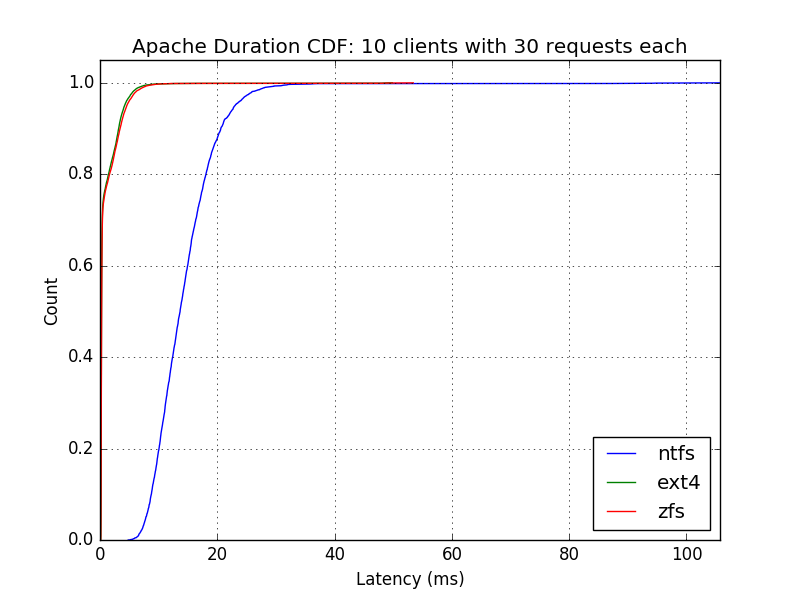 Apache Duration CDF: 10 clients with 30 requests each
1.0
0.8
0.6
0.4
0.2
0.0
Count
0 20 40 60 80 100
Latency (ms)
ntfs
ext4
zfs